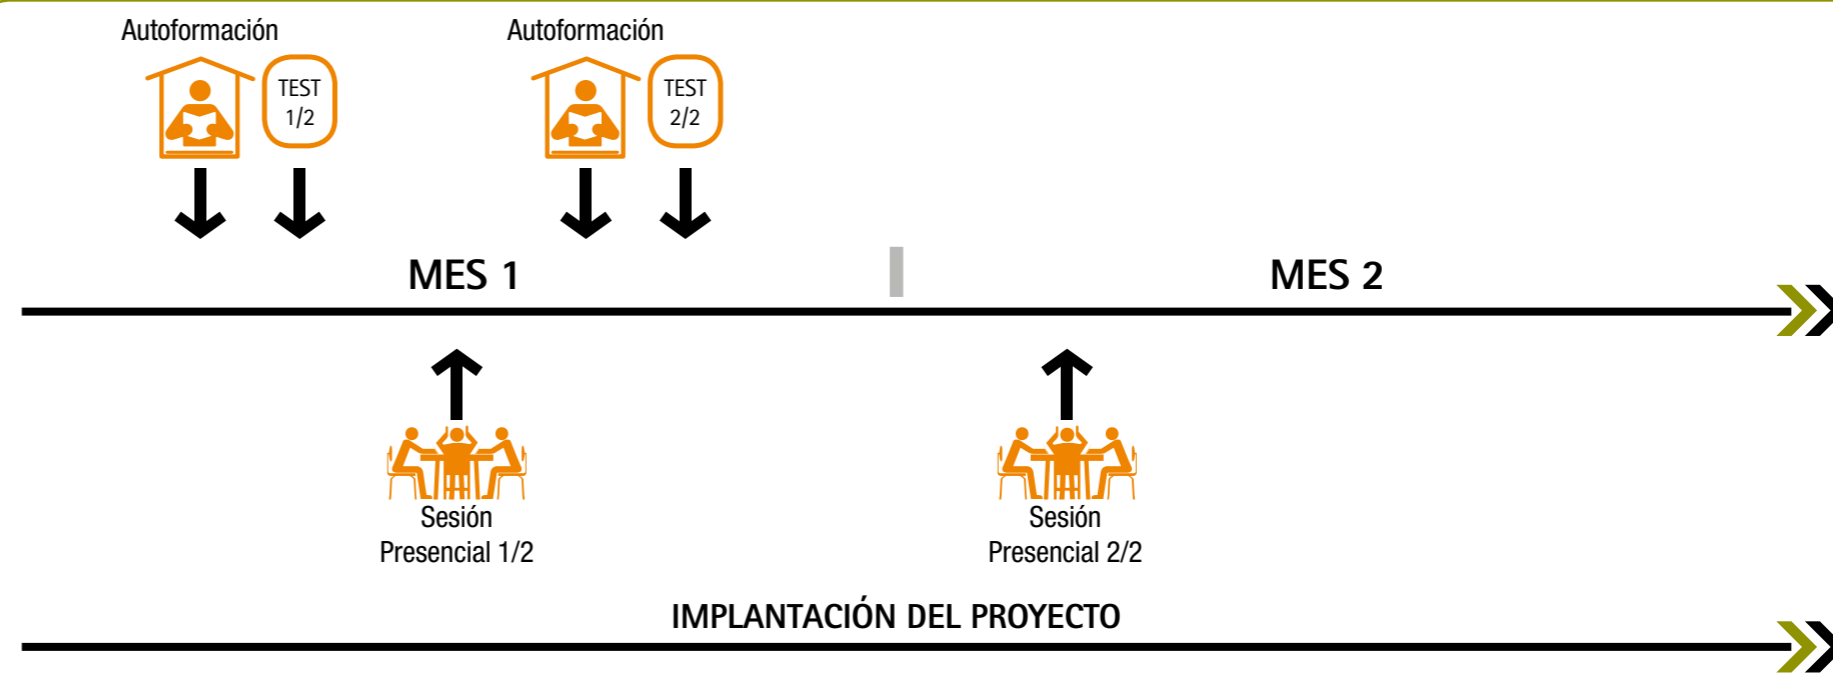 Autoformación
TEST
1/2
Autoformación
TEST
2/2
MES 1
MES 2
Sesión
Presencial 1/2
Sesión
Presencial 2/2
IMPLANTACIÓN DEL PROYECTO